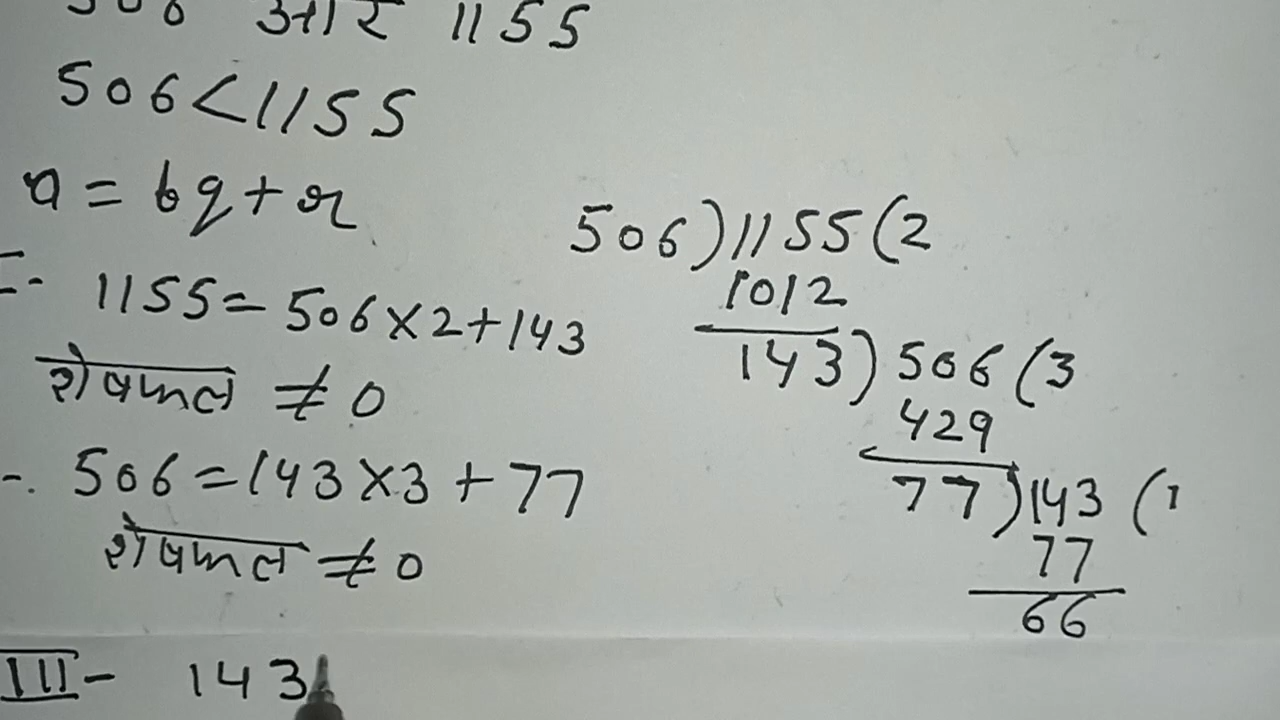 506 और 1155
506<1155
a = bq+r
1155=506×2+143
शेषफल ≠ 0
506=143×3+77
शेषफल ≠ 0
III- 143
506)1155(2
1012
143)506(3
429
77)143(1
77
66